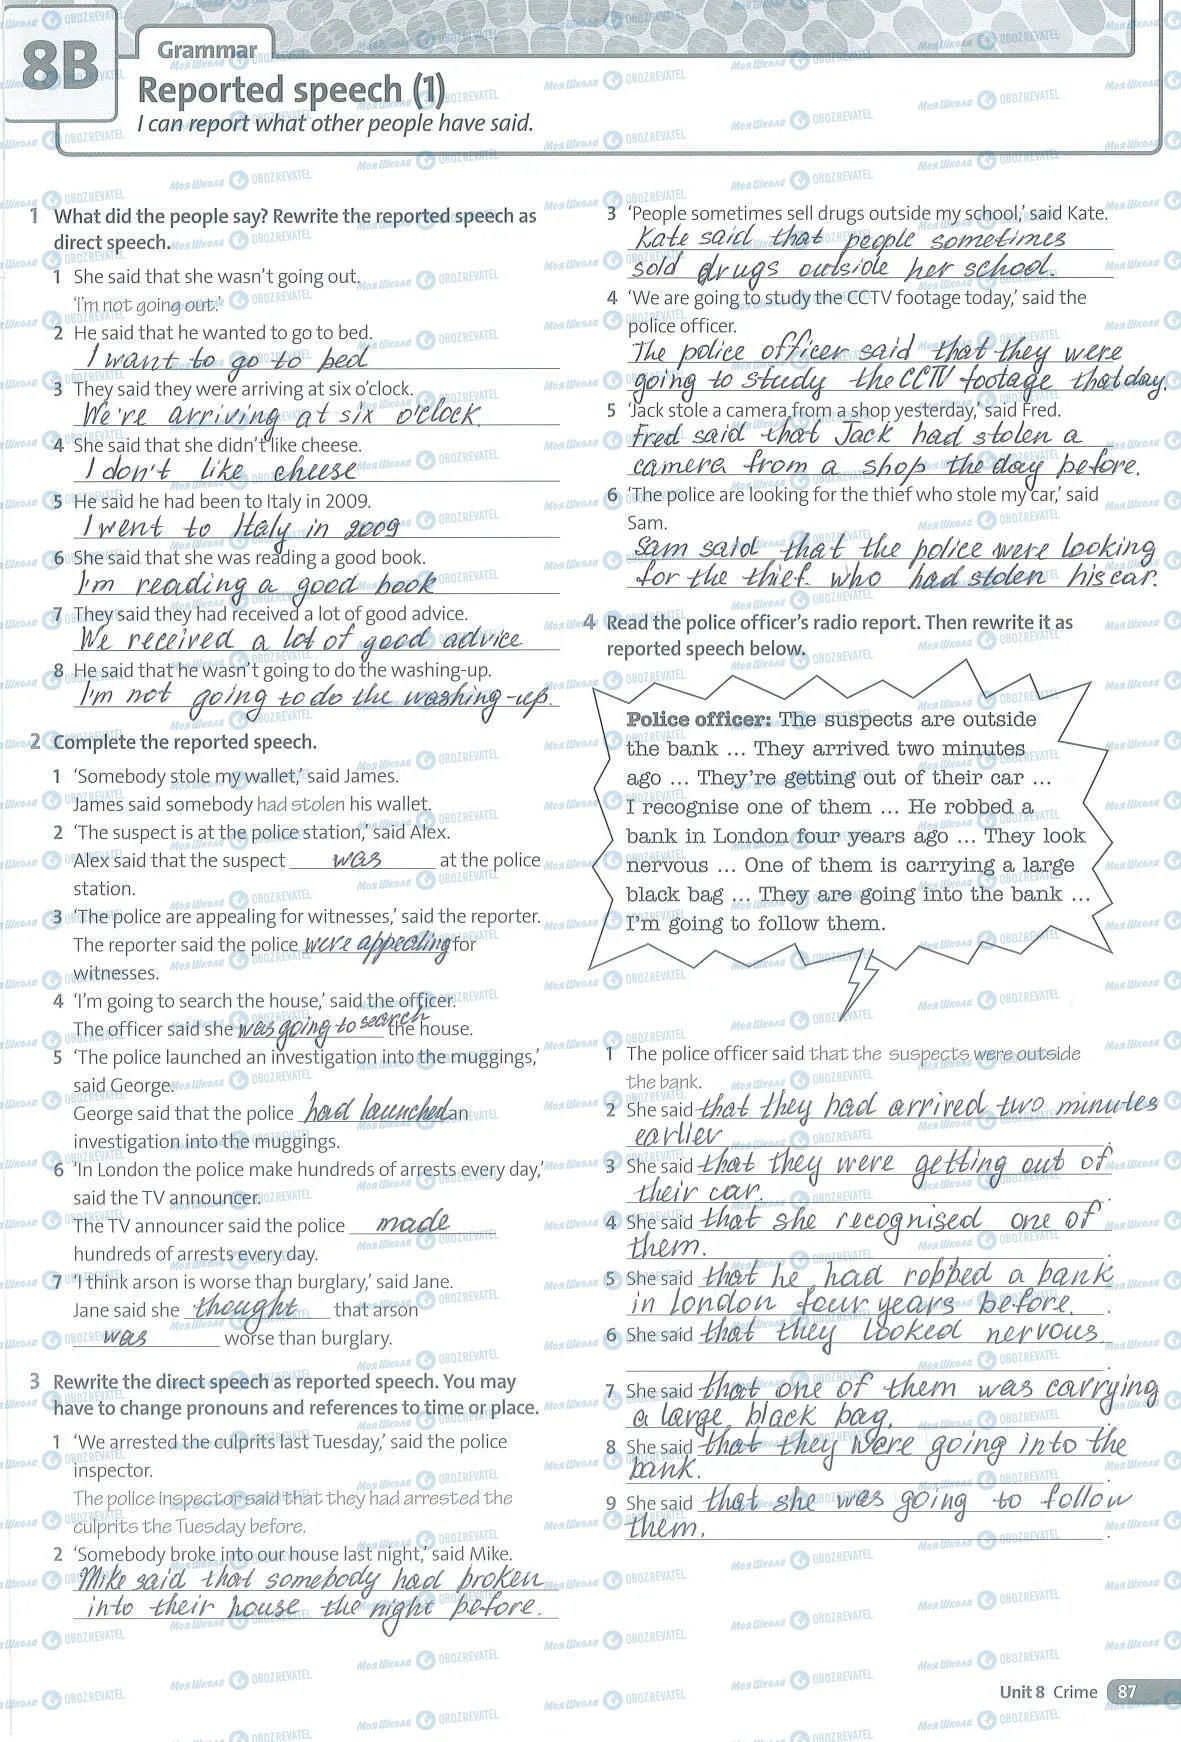 8B
Grammar
Reported speech (1)
I can report what other people have said.
1 What did the people say? Rewrite the reported speech as
direct speech.
1 She said that she wasn't going out.
'I'm not going out.'
2 He said that he wanted to go to bed.
I want to go to bed
3 They said they were arriving at six o'clock.
We're arriving at six o'clock.
4 She said that she didn't like cheese.
I don't like cheese
5 He said he had been to Italy in 2009.
I went to Italy in 2009
6 She said that she was reading a good book.
I'm reading a good book
7 They said they had received a lot of good advice.
We received a lot of good advice
8 He said that he wasn't going to do the washing-up.
I'm not going to do the washing-up.
2 Complete the reported speech.
1 'Somebody stole my wallet,' said James.
James said somebody had stolen his wallet.
2 'The suspect is at the police station,' said Alex.
Alex said that the suspect was at the police
station.
3 'The police are appealing for witnesses,' said the reporter.
The reporter said the police were appealing for
witnesses.
4 'I'm going to search the house,' said the officer.
The officer said she was going to search the house.
5 'The police launched an investigation into the muggings,'
said George.
George said that the police had launched an
investigation into the muggings.
6 'In London the police make hundreds of arrests every day,'
said the TV announcer.
The TV announcer said the police made
hundreds of arrests every day.
7 'I think arson is worse than burglary,' said Jane.
Jane said she thought that arson
was worse than burglary.
3 Rewrite the direct speech as reported speech. You may
have to change pronouns and references to time or place.
1 'We arrested the culprits last Tuesday,' said the police
inspector.
The police inspector said that they had arrested the
culprits the Tuesday before.
2 'Somebody broke into our house last night,' said Mike.
Mike said that somebody had broken
into their house the night before.
3 'People sometimes sell drugs outside my school,' said Kate.
Kate said that people sometimes
sold drugs outside her school.
4 'We are going to study the CCTV footage today,' said the
police officer.
The police officer said that they were
going to study the CCTV footage that day.
5 'Jack stole a camera from a shop yesterday,' said Fred.
Fred said that Jack had stolen a
camera from a shop the day before.
6 'The police are looking for the thief who stole my car,' said
Sam.
Sam said that the police were looking
for the thief who had stolen his car.
4 Read the police officer's radio report. Then rewrite it as
reported speech below.
Police officer: The suspects are outside
the bank ... They arrived two minutes
ago ... They're getting out of their car ...
I recognise one of them ... He robbed a
bank in London four years ago ... They look
nervous ... One of them is carrying a large
black bag ... They are going into the bank ...
I'm going to follow them.
1 The police officer said that the suspects were outside
the bank.
2 She said that they had arrived two minutes
earlier.
3 She said that they were getting out of
their car.
4 She said that she recognised one of
them.
5 She said that he had robbed a bank
in London four years before.
6 She said that they looked nervous
.
7 She said that one of them was carrying
a large black bag.
8 She said that they were going into the
bank.
9 She said that she was going to follow
them.
Unit 8 Crime 87
МояШкола OBOZREVATEL